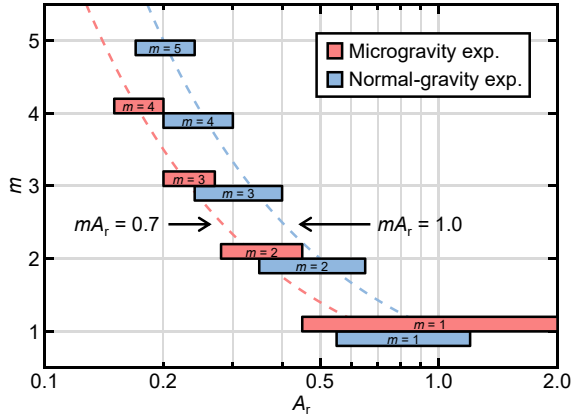 Microgravity exp.
Normal-gravity exp.
5
m = 5
4
m = 4
m = 4
3
m = 3
m = 3
mAr = 0.7
mAr = 1.0
2
m = 2
m = 2
1
m = 1
m = 1
m
0.1
0.2
0.5
1.0
2.0
Ar